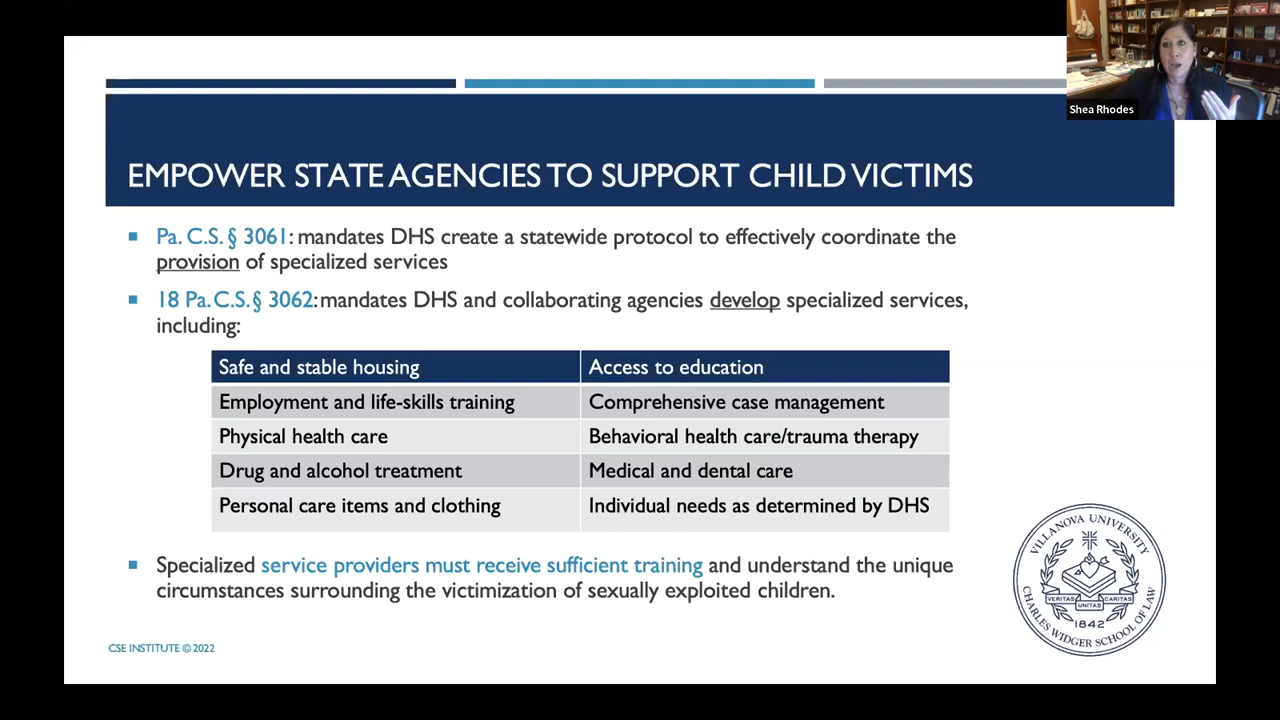 Shea Rhodes
EMPOWER STATE AGENCIES TO SUPPORT CHILD VICTIMS
Pa. C.S. § 3061: mandates DHS create a statewide protocol to effectively coordinate the
provision of specialized services
18 Pa.C.S. § 3062: mandates DHS and collaborating agencies develop specialized services,
including:
Safe and stable housing Access to education
Employment and life-skills training Comprehensive case management
Physical health care Behavioral health care/trauma therapy
Drug and alcohol treatment Medical and dental care
Personal care items and clothing Individual needs as determined by DHS
Specialized service providers must receive sufficient training and understand the unique
circumstances surrounding the victimization of sexually exploited children.
VILLANOVA UNIVERSITY
VERITAS UNITAS CARITAS
1842
CHARLES WIDGER SCHOOL OF LAW
CSE INSTITUTE © 2022